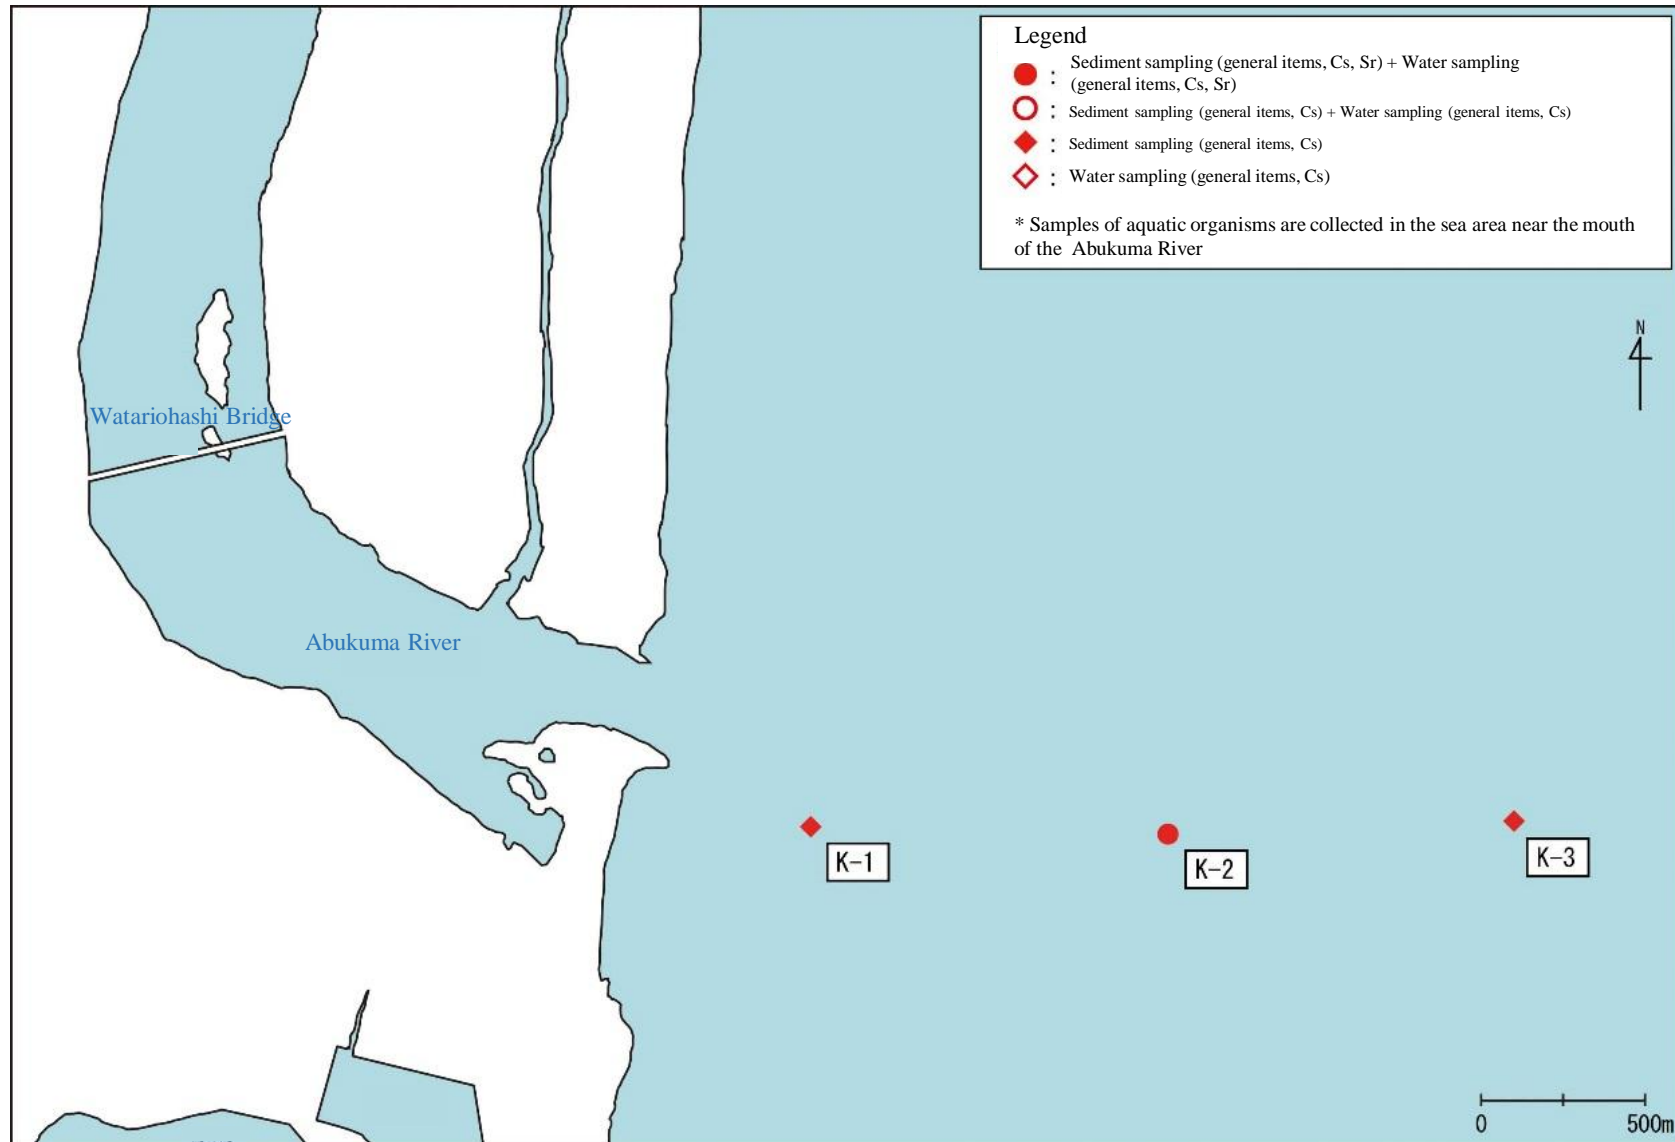 Legend
: Sediment sampling (general items, Cs, Sr) + Water sampling
(general items, Cs, Sr)
: Sediment sampling (general items, Cs) + Water sampling (general items, Cs)
: Sediment sampling (general items, Cs)
: Water sampling (general items, Cs)
* Samples of aquatic organisms are collected in the sea area near the mouth
of the Abukuma River
N
Watariohashi Bridge
Abukuma River
K-1
K-2
K-3
0 500m